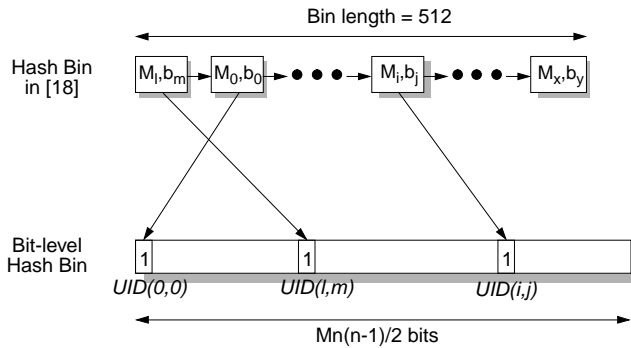 Bin length = 512
Hash Bin
in [18]
Ml,bm
M0,b0
Mi,bj
Mx,by
Bit-level
Hash Bin
1
1
1
UID(0,0)
UID(l,m)
UID(i,j)
Mn(n-1)/2 bits